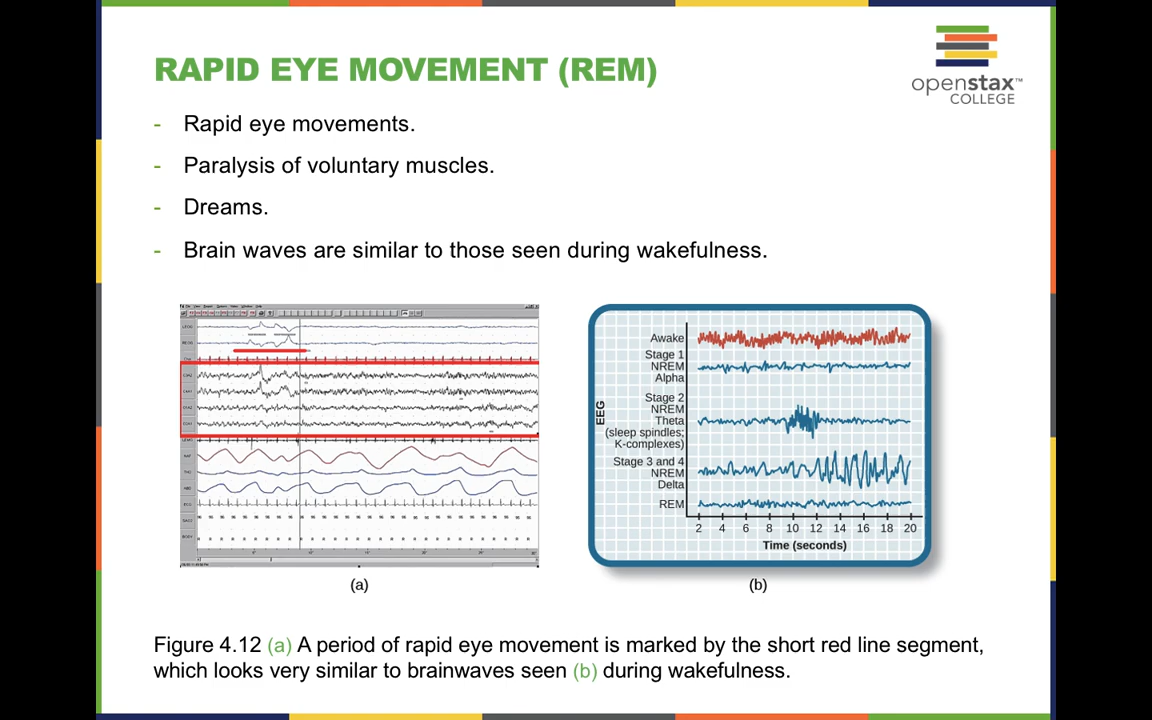 RAPID EYE MOVEMENT (REM)
openstax™
COLLEGE
- Rapid eye movements.
- Paralysis of voluntary muscles.
- Dreams.
- Brain waves are similar to those seen during wakefulness.
(a)
EEG
Awake
Stage 1
NREM
Alpha
Stage 2
NREM
Theta
(sleep spindles;
K-complexes)
Stage 3 and 4
NREM
Delta
REM
2 4 6 8 10 12 14 16 18 20
Time (seconds)
(b)
Figure 4.12 (a) A period of rapid eye movement is marked by the short red line segment,
which looks very similar to brainwaves seen (b) during wakefulness.